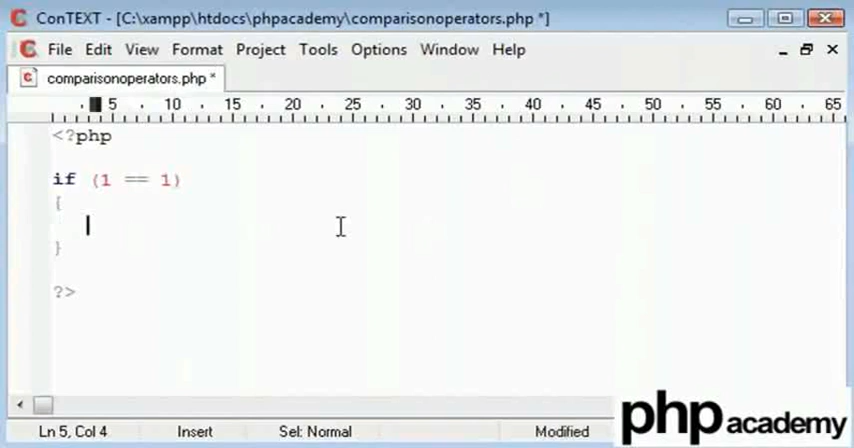 ConTEXT - [C:\xampp\htdocs\phpacademy\comparisonoperators.php *]
File Edit View Format Project Tools Options Window Help
comparisonoperators.php *
5 10 15 20 25 30 35 40 45 50 55 60 65
<?php
if (1 == 1)
{
}
?>
Ln 5, Col 4 Insert Sel: Normal Modified
php academy